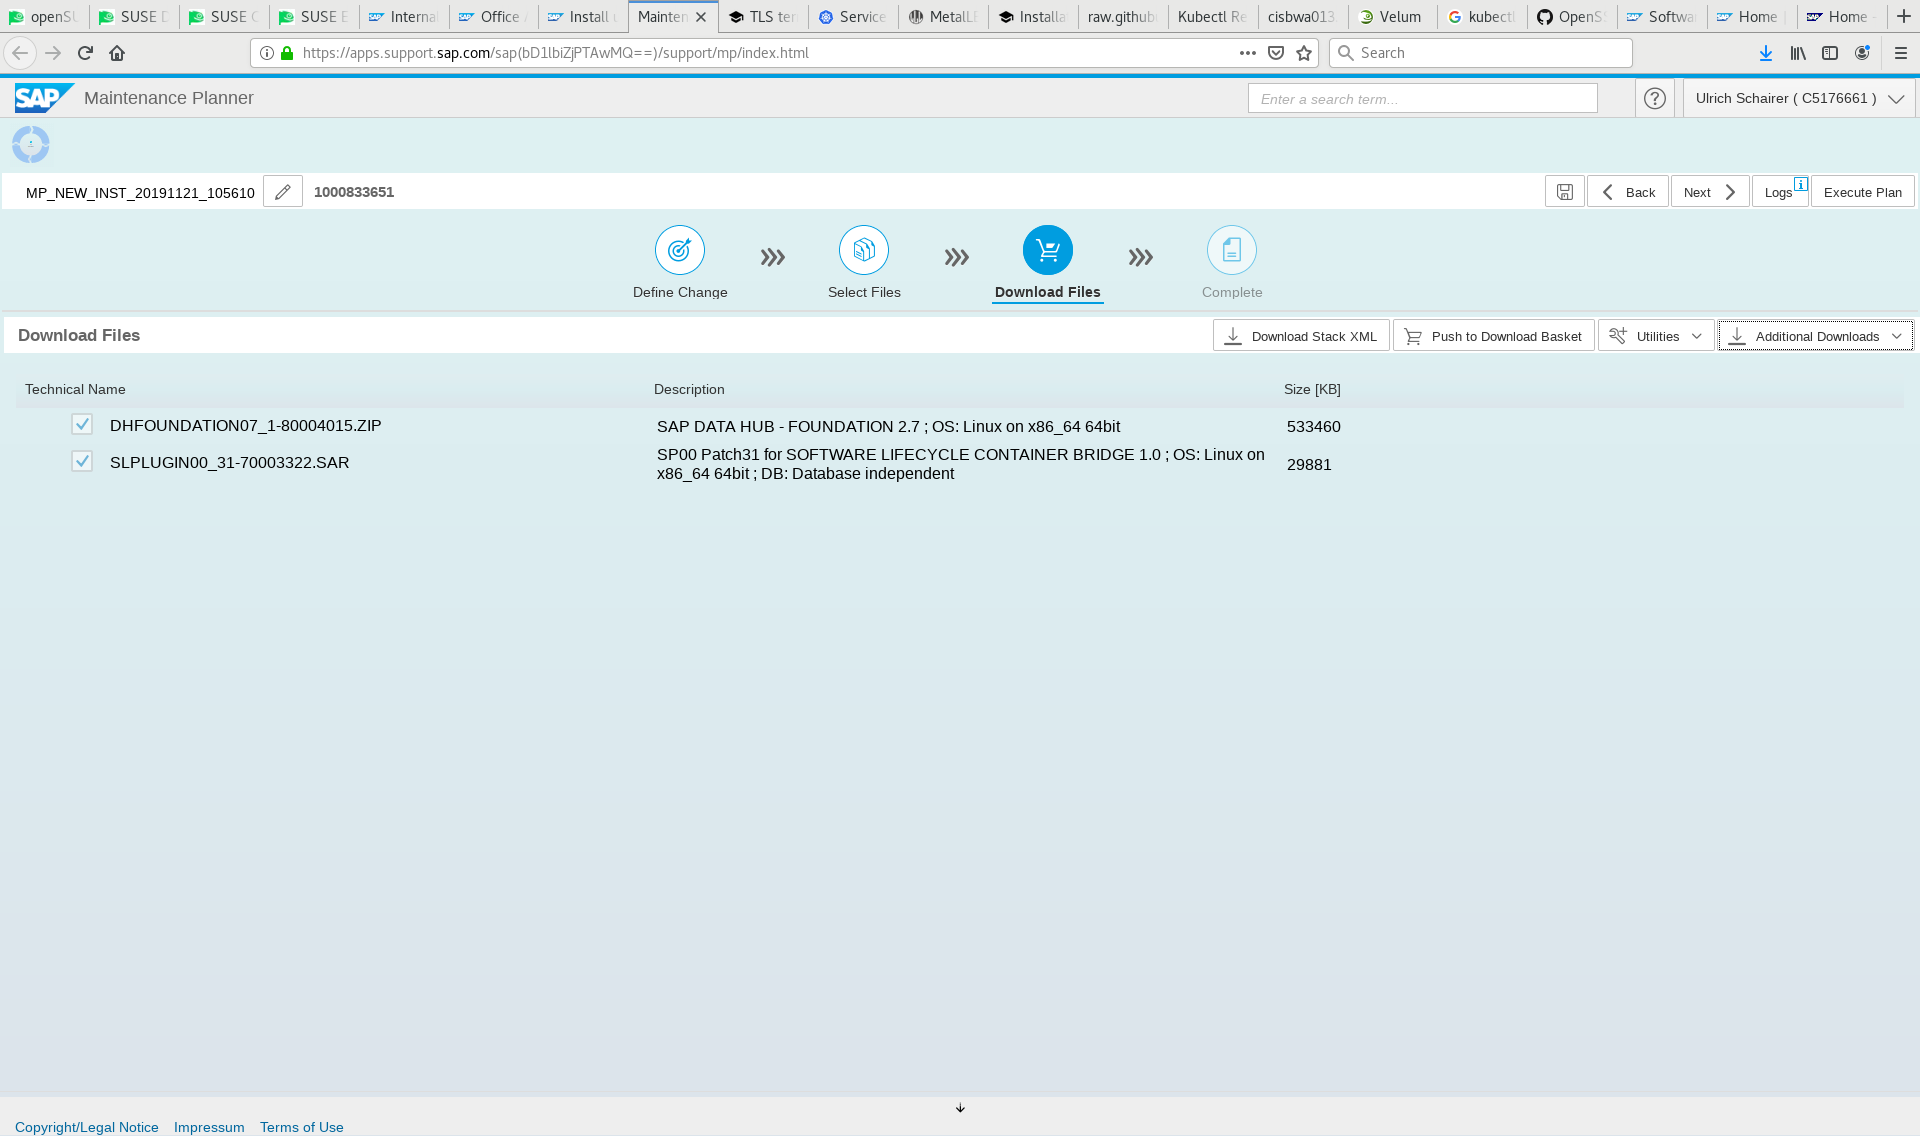 openSU
SUSE D
SUSE C
SUSE E
Interna
Office A
Install
Mainten
TLS ter
Service
MetalLB
Installa
raw.github
Kubectl Re
cisbwa013
Velum
kubectl
OpenS
Softwa
Home |
Home -
https://apps.support.sap.com/sap(bD1lbiZjPTAwMQ==)/support/mp/index.html
Search
SAP Maintenance Planner
Enter a search term...
Ulrich Schairer ( C5176661 )
MP_NEW_INST_20191121_105610
1000833651
Back
Next
Logs
Execute Plan
Define Change
Select Files
Download Files
Complete
Download Files
Download Stack XML
Push to Download Basket
Utilities
Additional Downloads
Technical Name
Description
Size [KB]
DHFOUNDATION07_1-80004015.ZIP
SAP DATA HUB - FOUNDATION 2.7 ; OS: Linux on x86_64 64bit
533460
SLPLUGIN00_31-70003322.SAR
SP00 Patch31 for SOFTWARE LIFECYCLE CONTAINER BRIDGE 1.0 ; OS: Linux on
x86_64 64bit ; DB: Database independent
29881
Copyright/Legal Notice
Impressum
Terms of Use